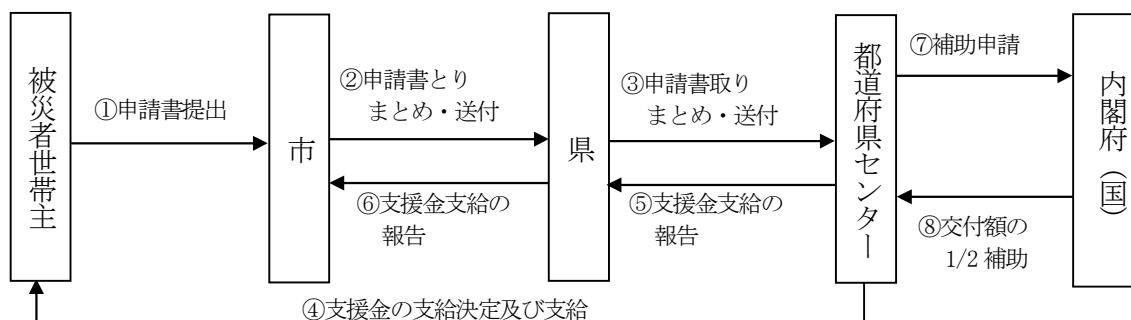 被災者世帯主
①申請書提出
市
②申請書とり
まとめ・送付
⑥支援金支給の
報告
県
③申請書取り
まとめ・送付
⑤支援金支給の
報告
都道府県センター
⑦補助申請
⑧交付額の
1/2 補助
内閣府（国）
④支援金の支給決定及び支給